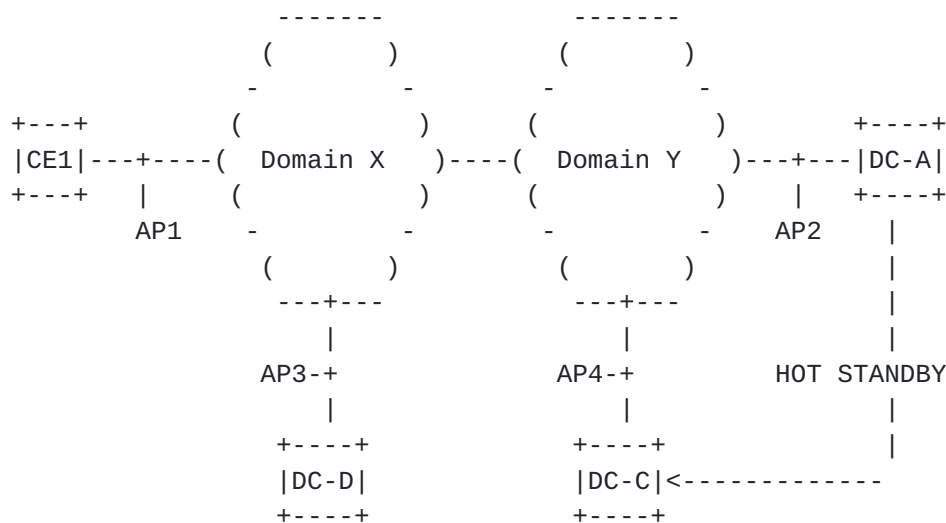 -------            -------
             (       )          (       )
            -         -        -         -
+---+      (           )      (           )       +----+
|CE1|---+----(  Domain X   )----(  Domain Y   )---+---|DC-A|
+---+   |   (           )      (           )   |   +----+
       AP1    -         -        -         -   AP2    |
             (       )          (       )            |
              ---+---            ---+---             |
                 |                  |                |
             AP3-+              AP4-+         HOT STANDBY
                 |                  |                |
              +----+             +----+              |
              |DC-D|             |DC-C|<-------------
              +----+             +----+